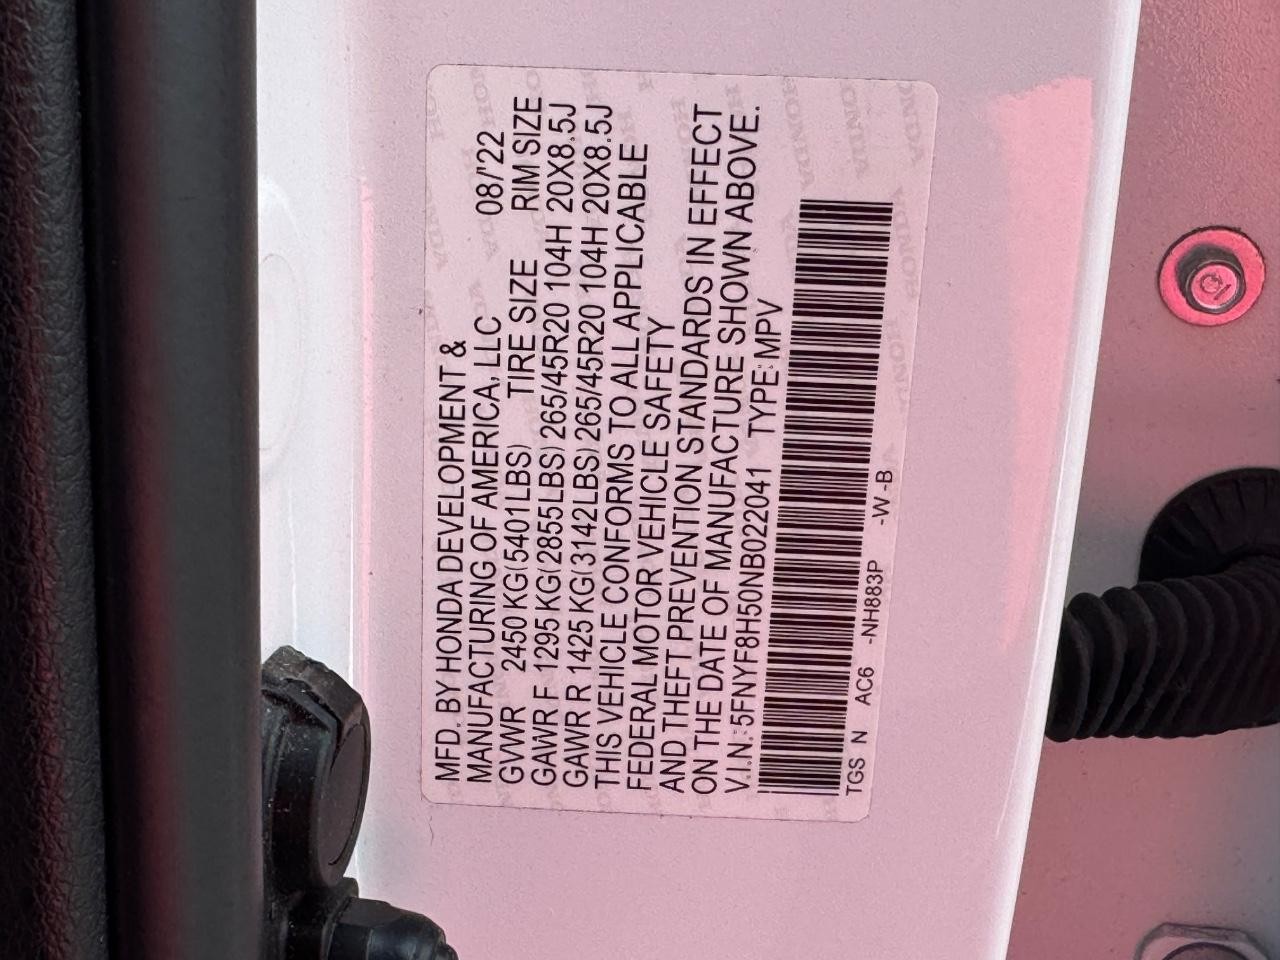 MFD. BY HONDA DEVELOPMENT &
MANUFACTURING OF AMERICA, LLC 08/'22
GVWR 2450 KG(5401LBS) TIRE SIZE RIM SIZE
GAWR F 1295 KG(2855LBS) 265/45R20 104H 20X8.5J
GAWR R 1425 KG(3142LBS) 265/45R20 104H 20X8.5J
THIS VEHICLE CONFORMS TO ALL APPLICABLE
FEDERAL MOTOR VEHICLE SAFETY
AND THEFT PREVENTION STANDARDS IN EFFECT
ON THE DATE OF MANUFACTURE SHOWN ABOVE.
V.I.N.:5FNYF8H50NB022041 TYPE:MPV
TGS N AC6 -NH883P -W -B